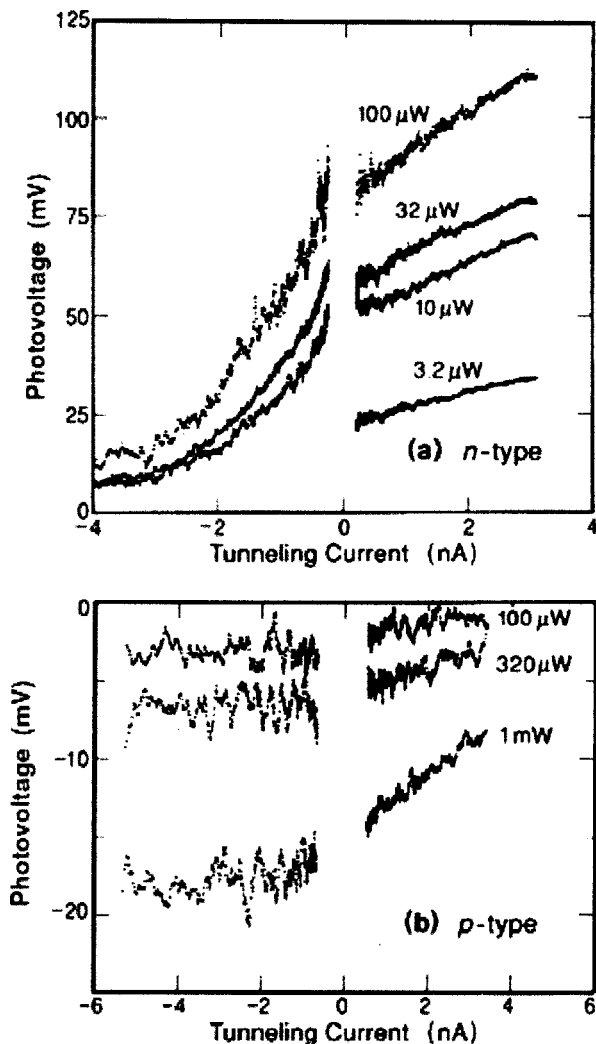 125
100
75
50
25
0
Photovoltage (mV)
100 μW
32 μW
10 μW
3.2 μW
(a) n-type
-4 -2 0 2 4
Tunneling Current (nA)
0
-10
-20
Photovoltage (mV)
100 μW
320 μW
1 mW
(b) p-type
-6 -4 -2 0 2 4 6
Tunneling Current (nA)